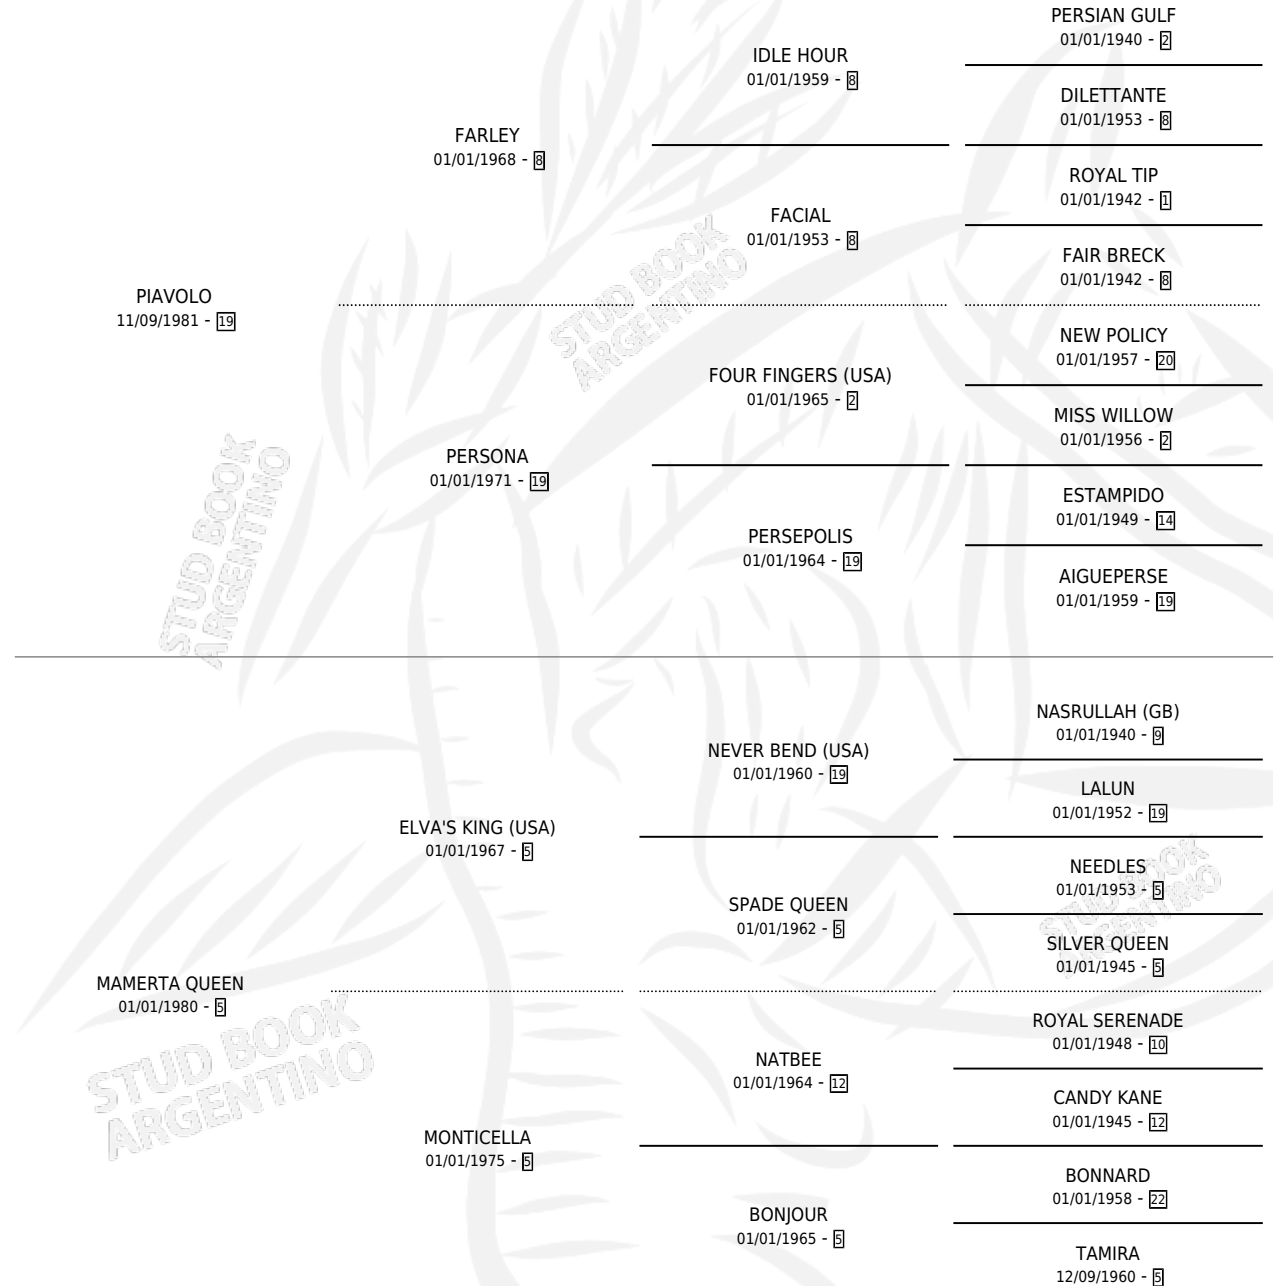 PERSIAN GULF
01/01/1940 - 2
IDLE HOUR
01/01/1959 - 8
DILETTANTE
01/01/1953 - 8
FARLEY
01/01/1968 - 8
ROYAL TIP
01/01/1942 - 1
FACIAL
01/01/1953 - 8
FAIR BRECK
01/01/1942 - 8
PIAVOLO
11/09/1981 - 19
NEW POLICY
01/01/1957 - 20
FOUR FINGERS (USA)
01/01/1965 - 2
MISS WILLOW
01/01/1956 - 2
PERSONA
01/01/1971 - 19
ESTAMPIDO
01/01/1949 - 14
PERSEPOLIS
01/01/1964 - 19
AIGUEPERSE
01/01/1959 - 19
STUD BOOK
ARGENTINO
STUD BOOK
ARGENTINO
NASRULLAH (GB)
01/01/1940 - 9
NEVER BEND (USA)
01/01/1960 - 19
LALUN
01/01/1952 - 19
ELVA'S KING (USA)
01/01/1967 - 5
NEEDLES
01/01/1953 - 5
SPADE QUEEN
01/01/1962 - 5
SILVER QUEEN
01/01/1945 - 5
MAMERTA QUEEN
01/01/1980 - 5
ROYAL SERENADE
01/01/1948 - 10
NATBEE
01/01/1964 - 12
CANDY KANE
01/01/1945 - 12
MONTICELLA
01/01/1975 - 5
BONNARD
01/01/1958 - 22
BONJOUR
01/01/1965 - 5
TAMIRA
12/09/1960 - 5
STUD BOOK
ARGENTINO
STUD BOOK
ARGENTINO